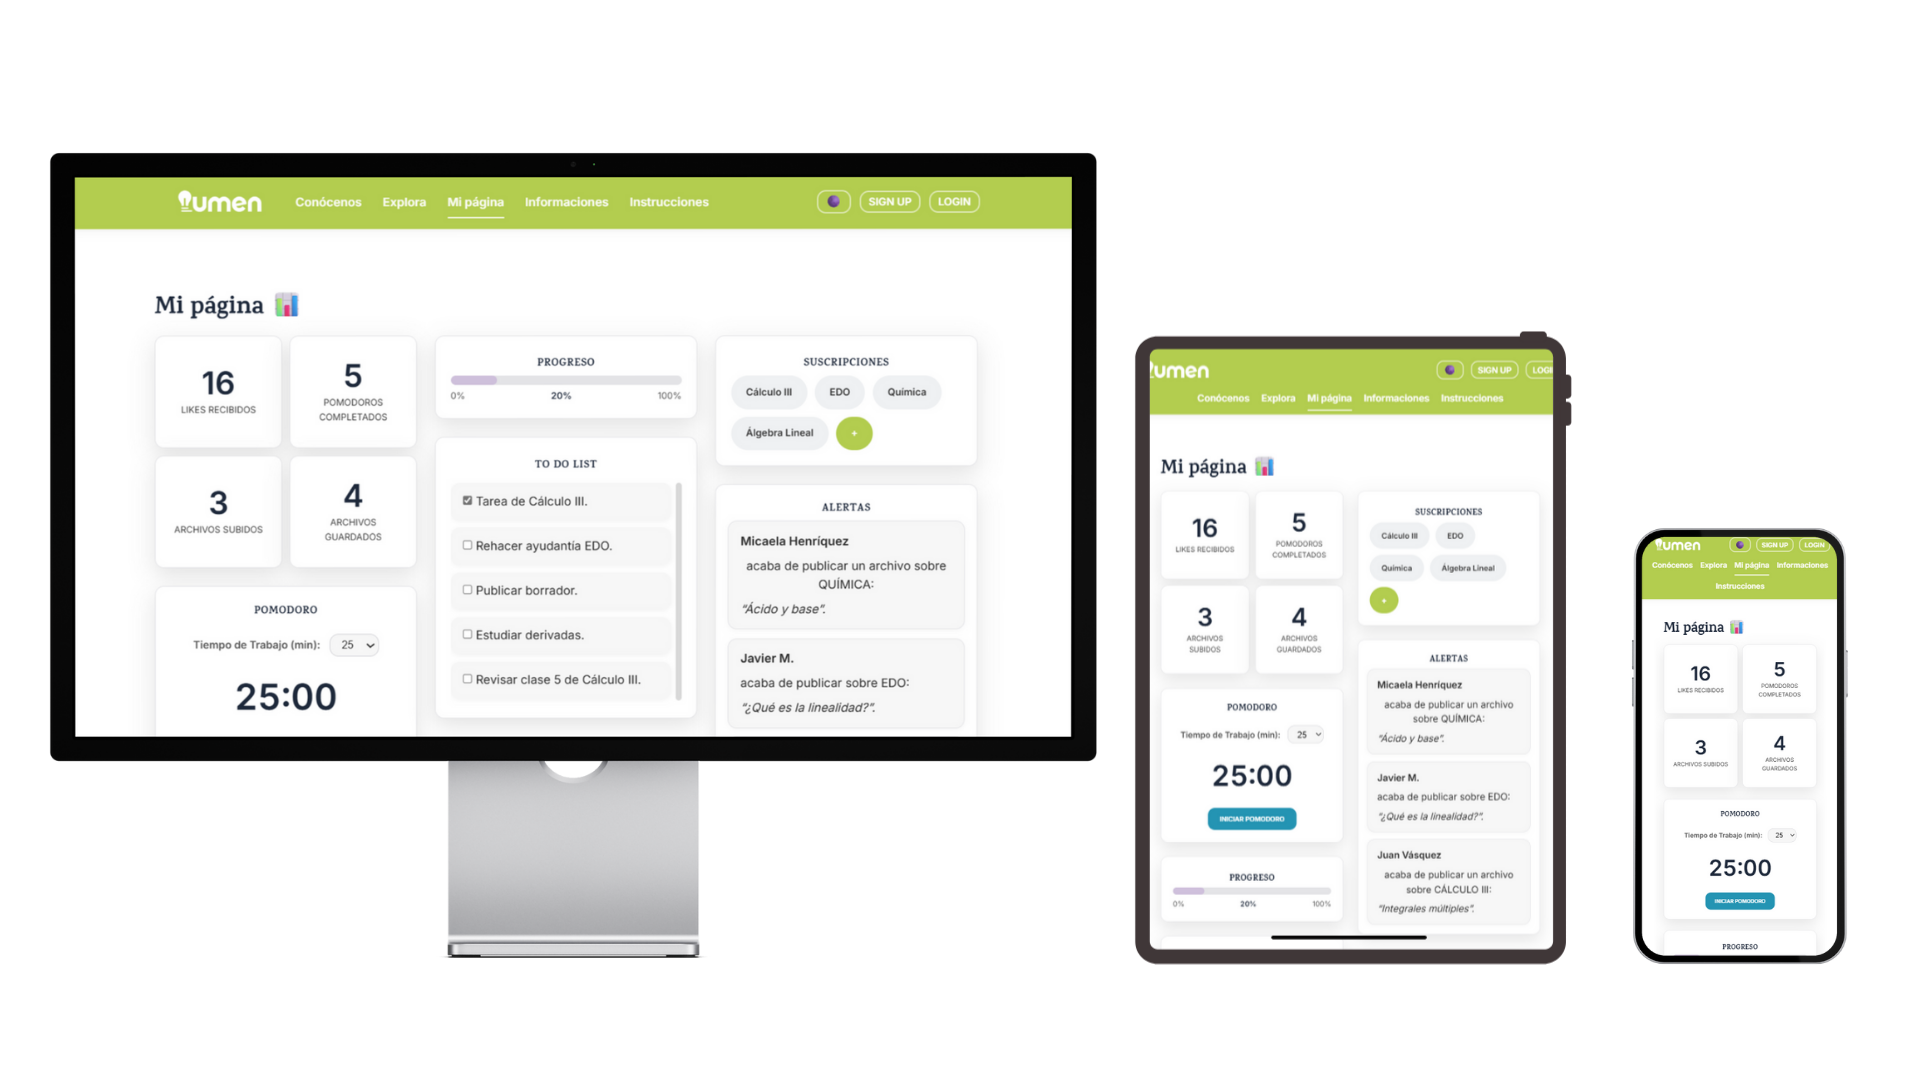 lumen
Conócenos Explora Mi página Informaciones Instrucciones
SIGN UP LOGIN
Mi página
16
LIKES RECIBIDOS
5
POMODOROS
COMPLETADOS
3
ARCHIVOS SUBIDOS
4
ARCHIVOS
GUARDADOS
POMODORO
Tiempo de Trabajo (min): 25
25:00
PROGRESO
0% 20% 100%
TO DO LIST
Tarea de Cálculo III.
Rehacer ayudantía EDO.
Publicar borrador.
Estudiar derivadas.
Revisar clase 5 de Cálculo III.
SUSCRIPCIONES
Cálculo III EDO Química
Álgebra Lineal +
ALERTAS
Micaela Henríquez
acaba de publicar un archivo sobre
QUÍMICA:
“Ácido y base”.
Javier M.
acaba de publicar sobre EDO:
“¿Qué es la linealidad?”.
lumen
SIGN UP LOGI
Conócenos Explora Mi página Informaciones Instrucciones
Mi página
16
LIKES RECIBIDOS
5
POMODOROS
COMPLETADOS
3
ARCHIVOS
SUBIDOS
4
ARCHIVOS
GUARDADOS
POMODORO
Tiempo de Trabajo (min): 25
25:00
INICIAR POMODORO
PROGRESO
0% 20% 100%
SUSCRIPCIONES
Cálculo III EDO
Química Álgebra Lineal
+
ALERTAS
Micaela Henríquez
acaba de publicar un archivo
sobre QUÍMICA:
“Ácido y base”.
Javier M.
acaba de publicar sobre EDO:
“¿Qué es la linealidad?”.
Juan Vásquez
acaba de publicar un archivo
sobre CÁLCULO III:
“Integrales múltiples”.
lumen
SIGN UP LOGIN
Conócenos Explora Mi página Informaciones
Instrucciones
Mi página
16
LIKES RECIBIDOS
5
POMODOROS
COMPLETADOS
3
ARCHIVOS SUBIDOS
4
ARCHIVOS
GUARDADOS
POMODORO
Tiempo de Trabajo (min): 25
25:00
INICIAR POMODORO
PROGRESO